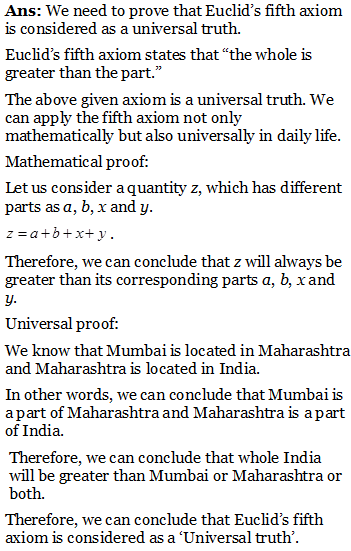 Ans: We need to prove that Euclid's fifth axiom
is considered as a universal truth.
Euclid's fifth axiom states that “the whole is
greater than the part.”
The above given axiom is a universal truth. We
can apply the fifth axiom not only
mathematically but also universally in daily life.
Mathematical proof:
Let us consider a quantity z, which has different
parts as a, b, x and y.
z = a + b + x + y .
Therefore, we can conclude that z will always be
greater than its corresponding parts a, b, x and
y.
Universal proof:
We know that Mumbai is located in Maharashtra
and Maharashtra is located in India.
In other words, we can conclude that Mumbai is
a part of Maharashtra and Maharashtra is a part
of India.
Therefore, we can conclude that whole India
will be greater than Mumbai or Maharashtra or
both.
Therefore, we can conclude that Euclid's fifth
axiom is considered as a ‘Universal truth’.